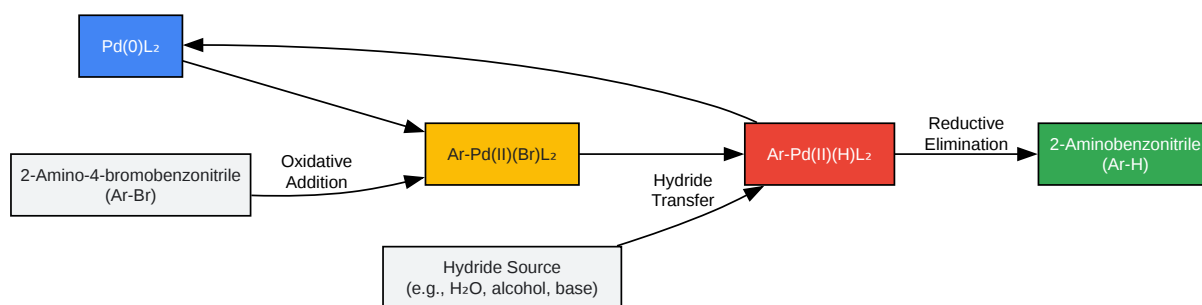 Pd(0)L₂
2-Amino-4-bromobenzonitrile
(Ar-Br)
Oxidative
Addition
Ar-Pd(II)(Br)L₂
Hydride Source
(e.g., H₂O, alcohol, base)
Hydride
Transfer
Ar-Pd(II)(H)L₂
Reductive
Elimination
2-Aminobenzonitrile
(Ar-H)